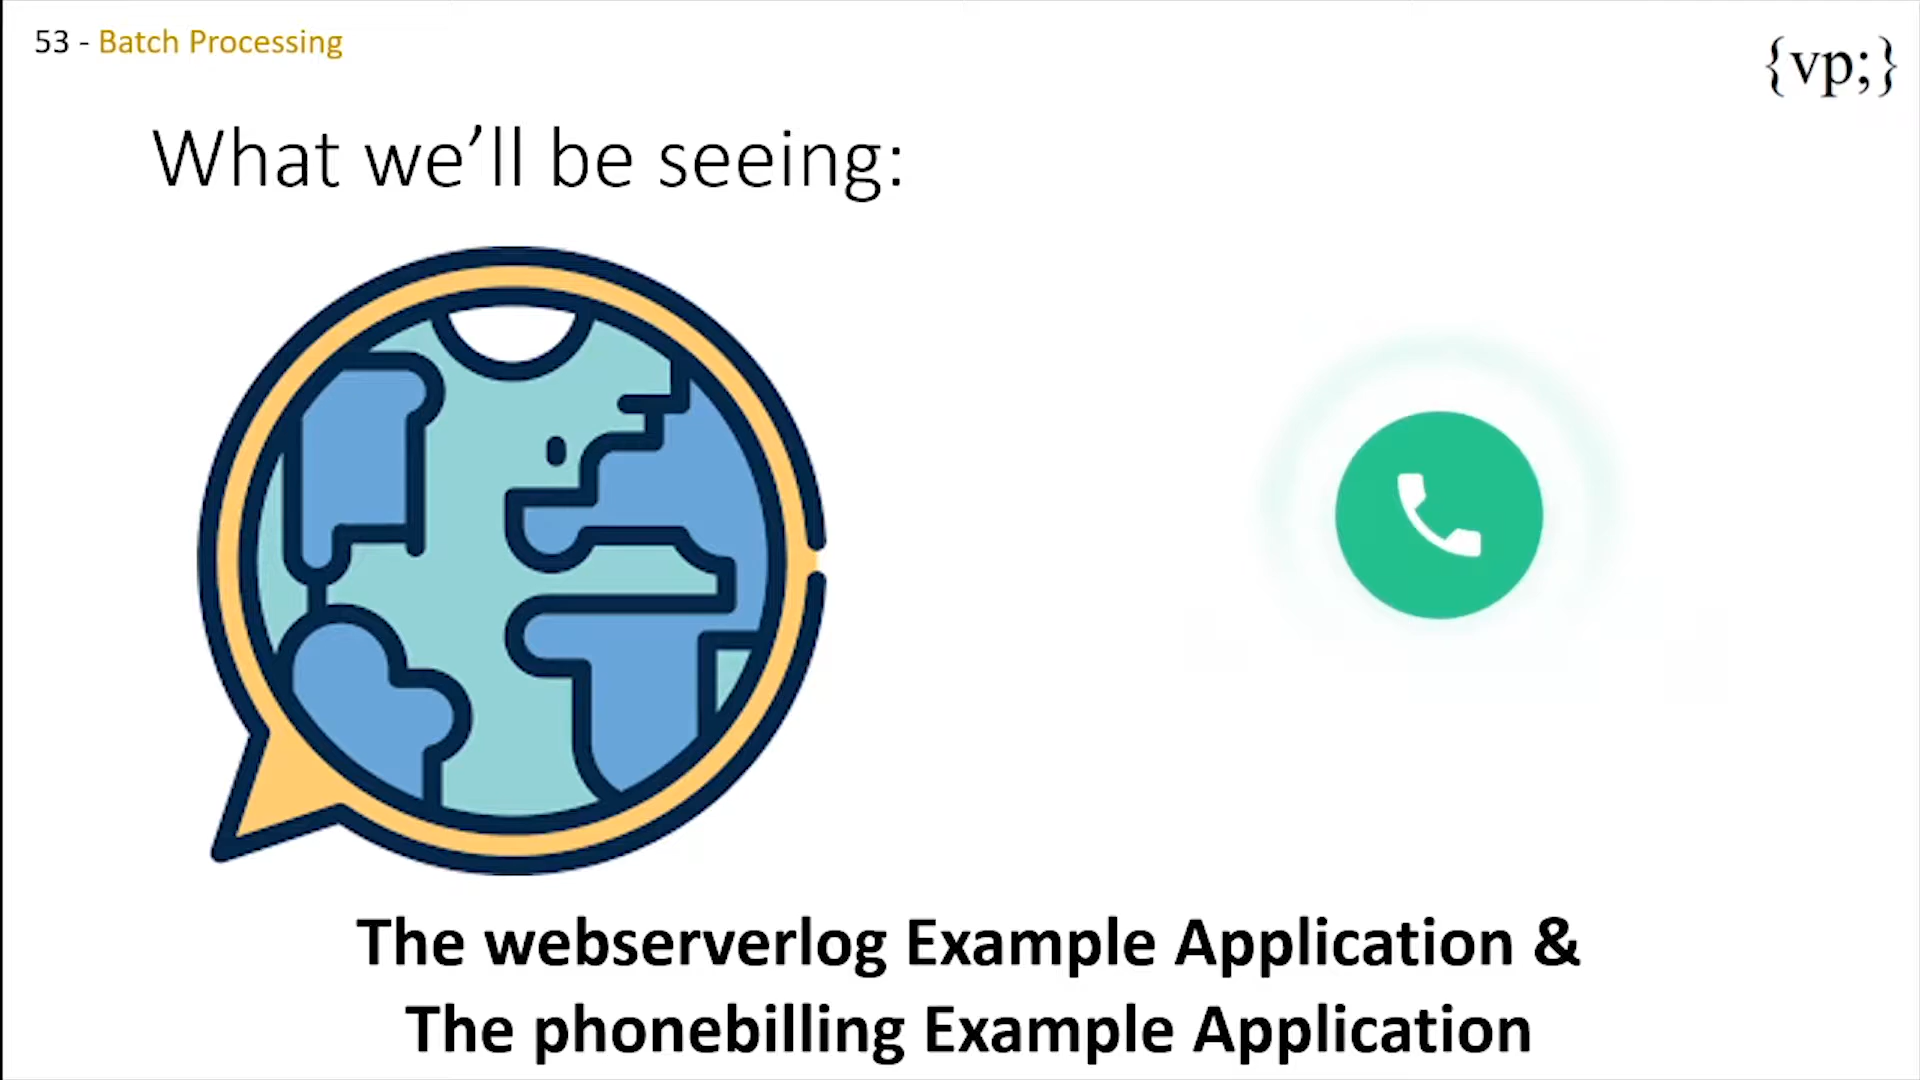 53 - Batch Processing
{vp;}
What we’ll be seeing:
The webserverlog Example Application &
The phonebilling Example Application